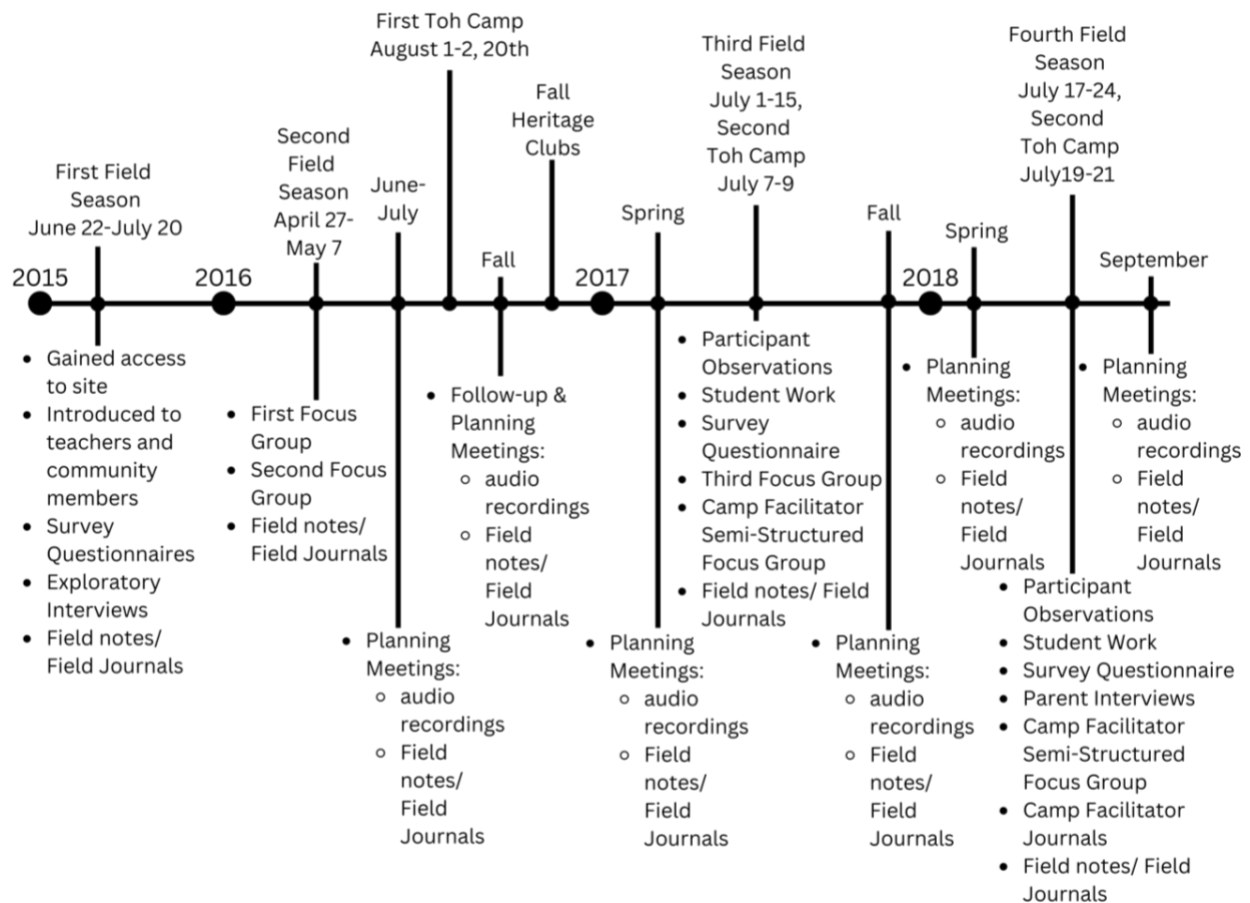 First Toh Camp
August 1-2, 20th
Third Field
Season
July 1-15,
Second
Toh Camp
July 7-9
Fourth Field
Season
July 17-24,
Second
Toh Camp
July19-21
Fall
Heritage
Clubs
Second
Field
Season
April 27-
May 7
First Field
Season
June 22-July 20
June-
July
Spring
Fall
Spring
Fall
September
2015
2016
2017
2018
• Gained access
to site
• Introduced to
teachers and
community
members
• Survey
Questionnaires
• Exploratory
Interviews
• Field notes/
Field Journals
• First Focus
Group
• Second Focus
Group
• Field notes/
Field Journals
• Planning
Meetings:
○ audio
recordings
○ Field
notes/
Field
Journals
• Follow-up &
Planning
Meetings:
○ audio
recordings
○ Field
notes/
Field
Journals
• Planning
Meetings:
○ audio
recordings
○ Field
notes/
Field
Journals
• Participant
Observations
• Student Work
• Survey
Questionnaire
• Third Focus Group
• Camp Facilitator
Semi-Structured
Focus Group
• Field notes/ Field
Journals
• Planning
Meetings:
○ audio
recordings
○ Field
notes/
Field
Journals
• Planning
Meetings:
○ audio
recordings
○ Field
notes/
Field
Journals
• Participant
Observations
• Student Work
• Survey Questionnaire
• Parent Interviews
• Camp Facilitator
Semi-Structured
Focus Group
• Camp Facilitator
Journals
• Field notes/ Field
Journals
• Planning
Meetings:
○ audio
recordings
○ Field
notes/
Field
Journals